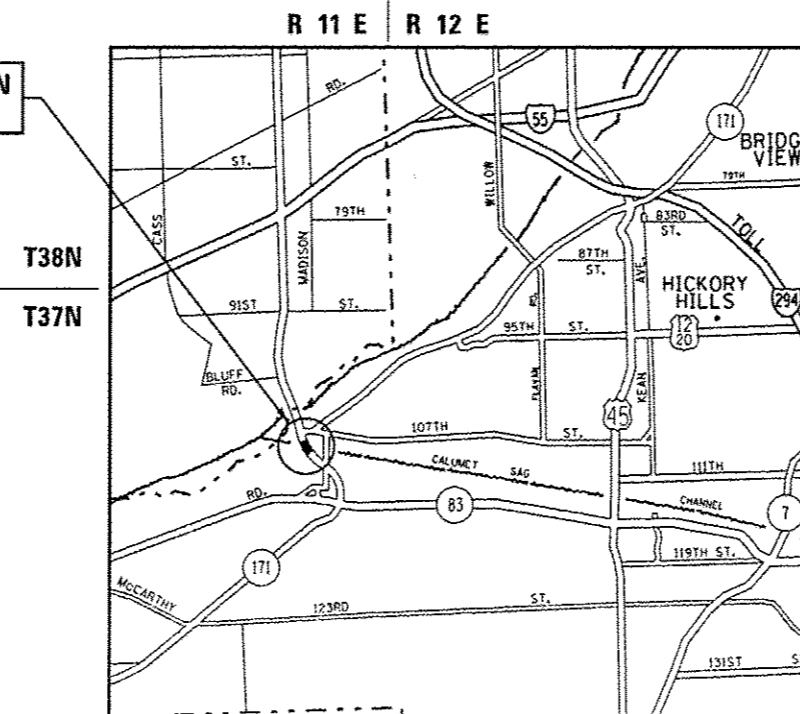 R 11 E R 12 E
N
RD.
55
171
BRIDG
VIEW
ST.
WILLOW
79TH
CASS
79TH
83RD
ST.
TOLL
MADISON
T38N
87TH
ST.
AVE.
HICKORY
HILLS
294
T37N
91ST ST.
95TH ST.
12
20
BLUFF
RD.
KEAN
45
107TH ST.
CALUMET SAG
CHANNEL
111TH
RD.
83
7
171
119TH ST.
McCARTHY
123RD ST.
131ST S